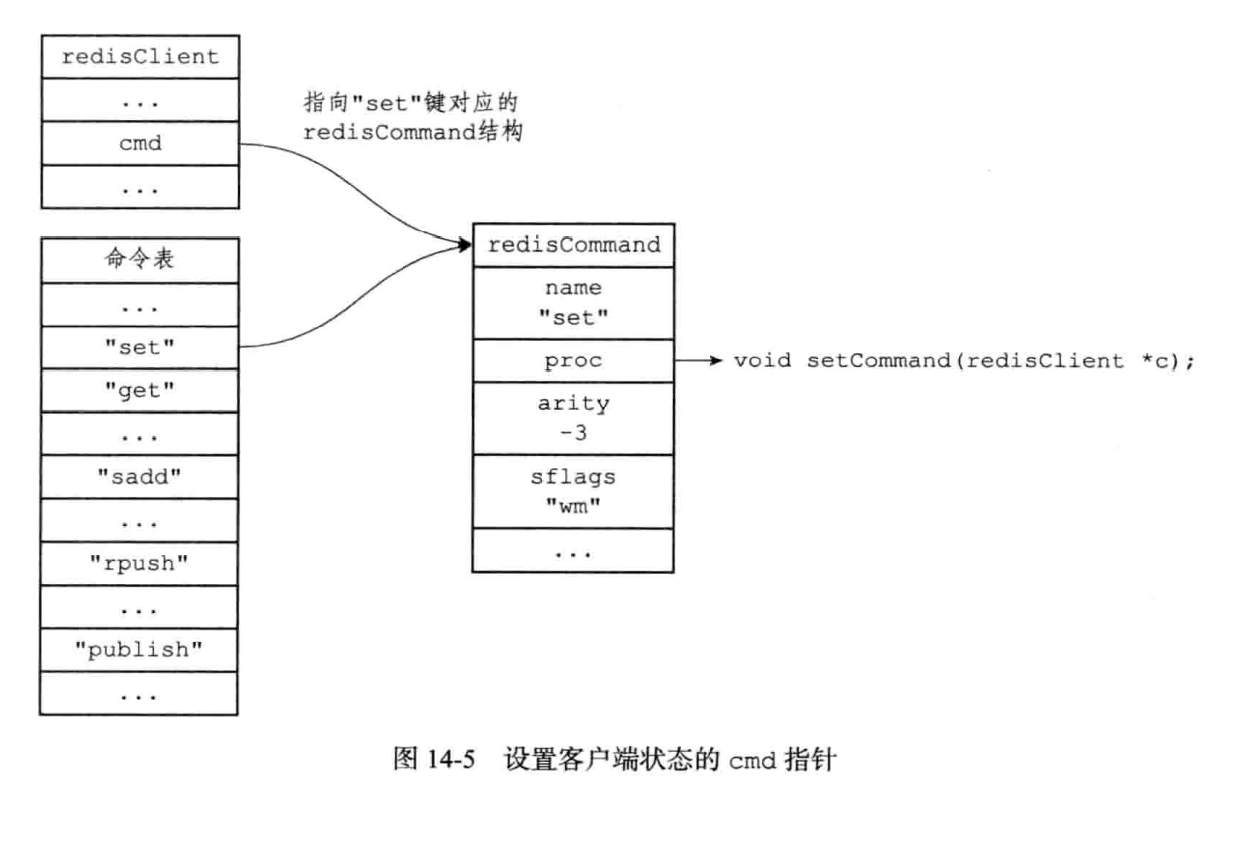 redisClient
...
cmd
...
指向"set"键对应的
redisCommand结构
命令表
...
"set"
"get"
...
"sadd"
...
"rpush"
...
"publish"
...
redisCommand
name
"set"
proc
arity
-3
sflags
"wm"
...
void setCommand(redisClient *c);
图 14-5 设置客户端状态的 cmd 指针